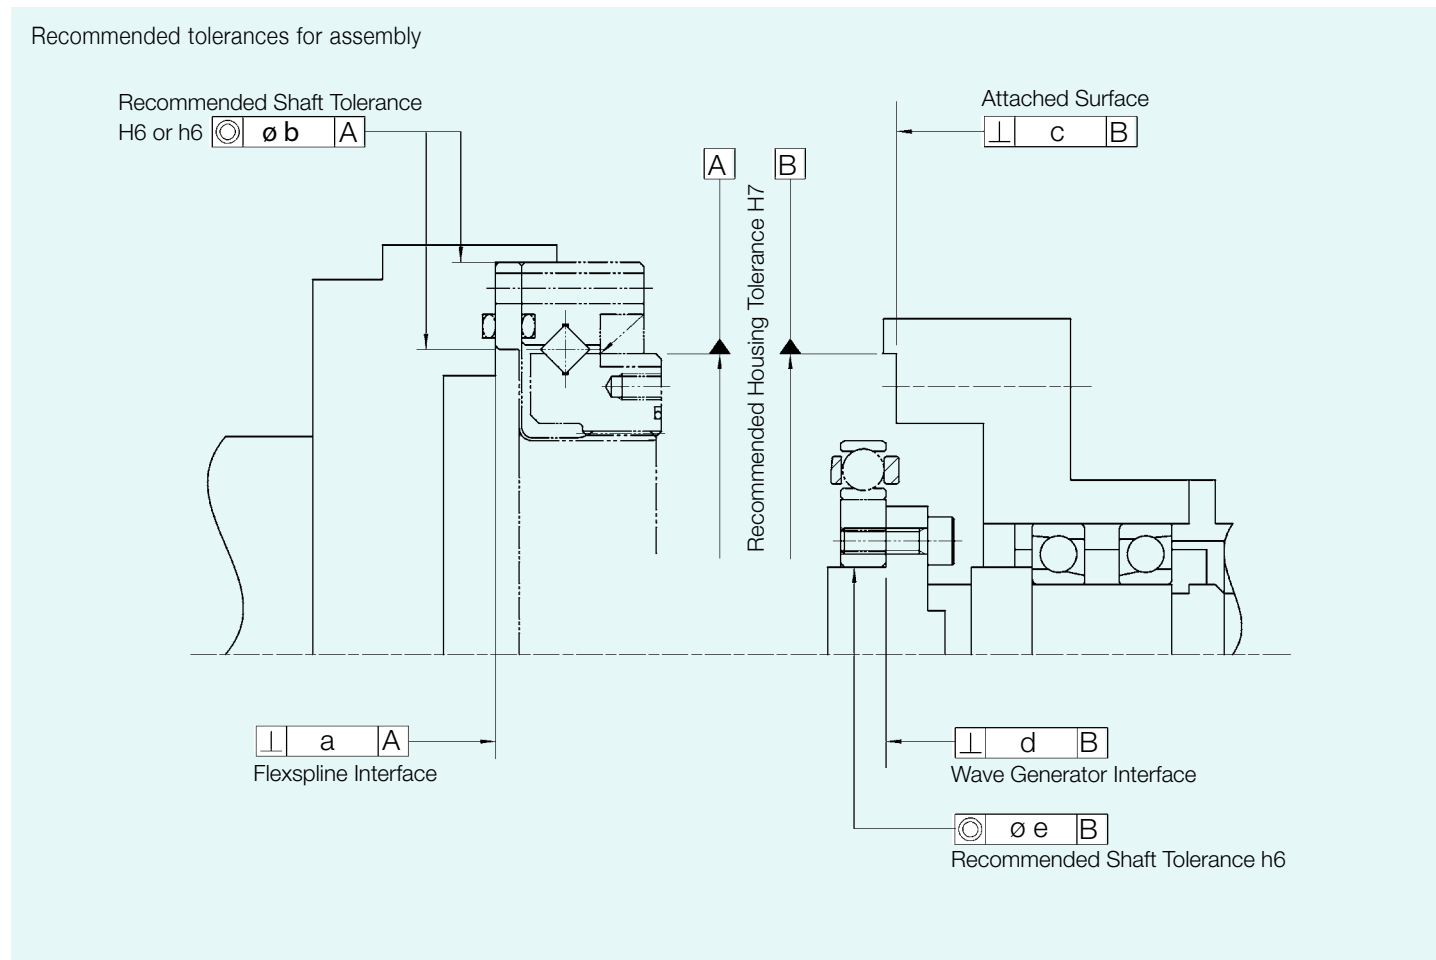 Recommended tolerances for assembly
Recommended Shaft Tolerance
H6 or h6 ◎ ø b A
Attached Surface
⊥ c B
A
B
Recommended Housing Tolerance H7
⊥ a A
Flexspline Interface
⊥ d B
Wave Generator Interface
◎ ø e B
Recommended Shaft Tolerance h6